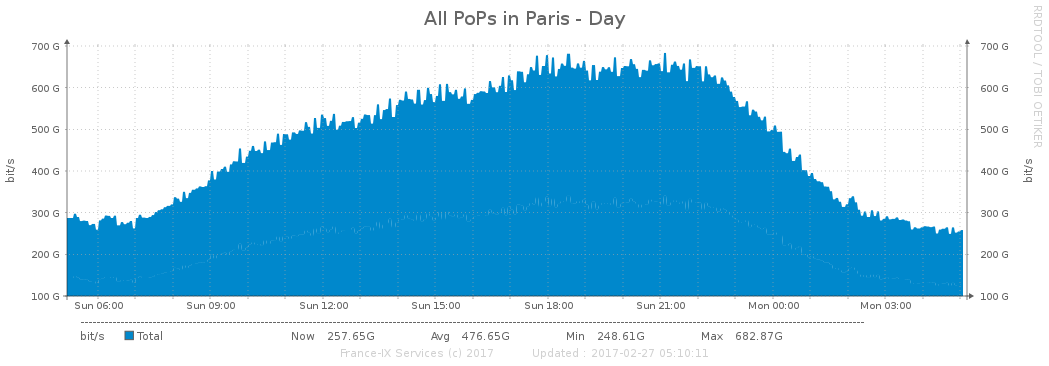 All PoPs in Paris - Day
RRDTOOL / TOBI OETIKER
700 G 700 G
600 G 600 G
500 G 500 G
400 G 400 G
300 G 300 G
200 G 200 G
100 G 100 G
bit/s bit/s
Sun 06:00 Sun 09:00 Sun 12:00 Sun 15:00 Sun 18:00 Sun 21:00 Mon 00:00 Mon 03:00
bit/s Total Now 257.65G Avg 476.65G Min 248.61G Max 682.87G
France-IX Services (c) 2017 Updated : 2017-02-27 05:10:11